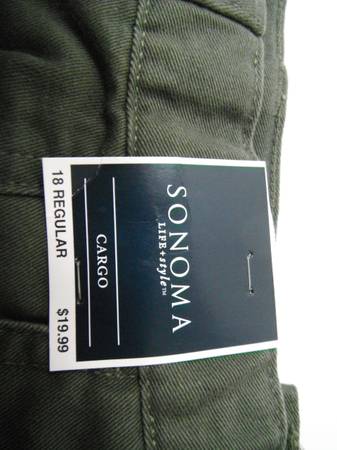 SONOMA
LIFE+style™
CARGO
18 REGULAR $19.99